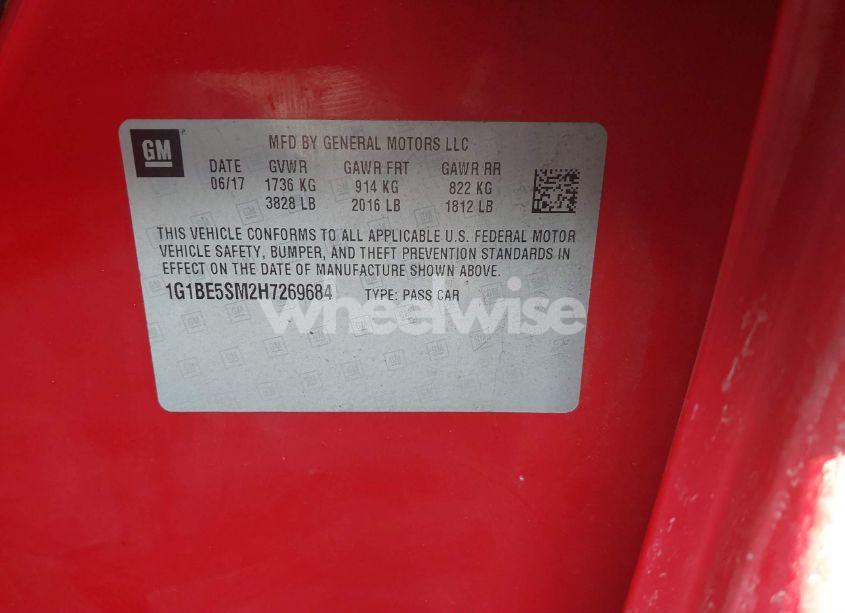 GM
MFD BY GENERAL MOTORS LLC
DATE GVWR GAWR FRT GAWR RR
06/17 1736 KG 914 KG 822 KG
3828 LB 2016 LB 1812 LB
THIS VEHICLE CONFORMS TO ALL APPLICABLE U.S. FEDERAL MOTOR
VEHICLE SAFETY, BUMPER, AND THEFT PREVENTION STANDARDS IN
EFFECT ON THE DATE OF MANUFACTURE SHOWN ABOVE.
1G1BE5SM2H7269684 TYPE: PASS CAR
wheelwise